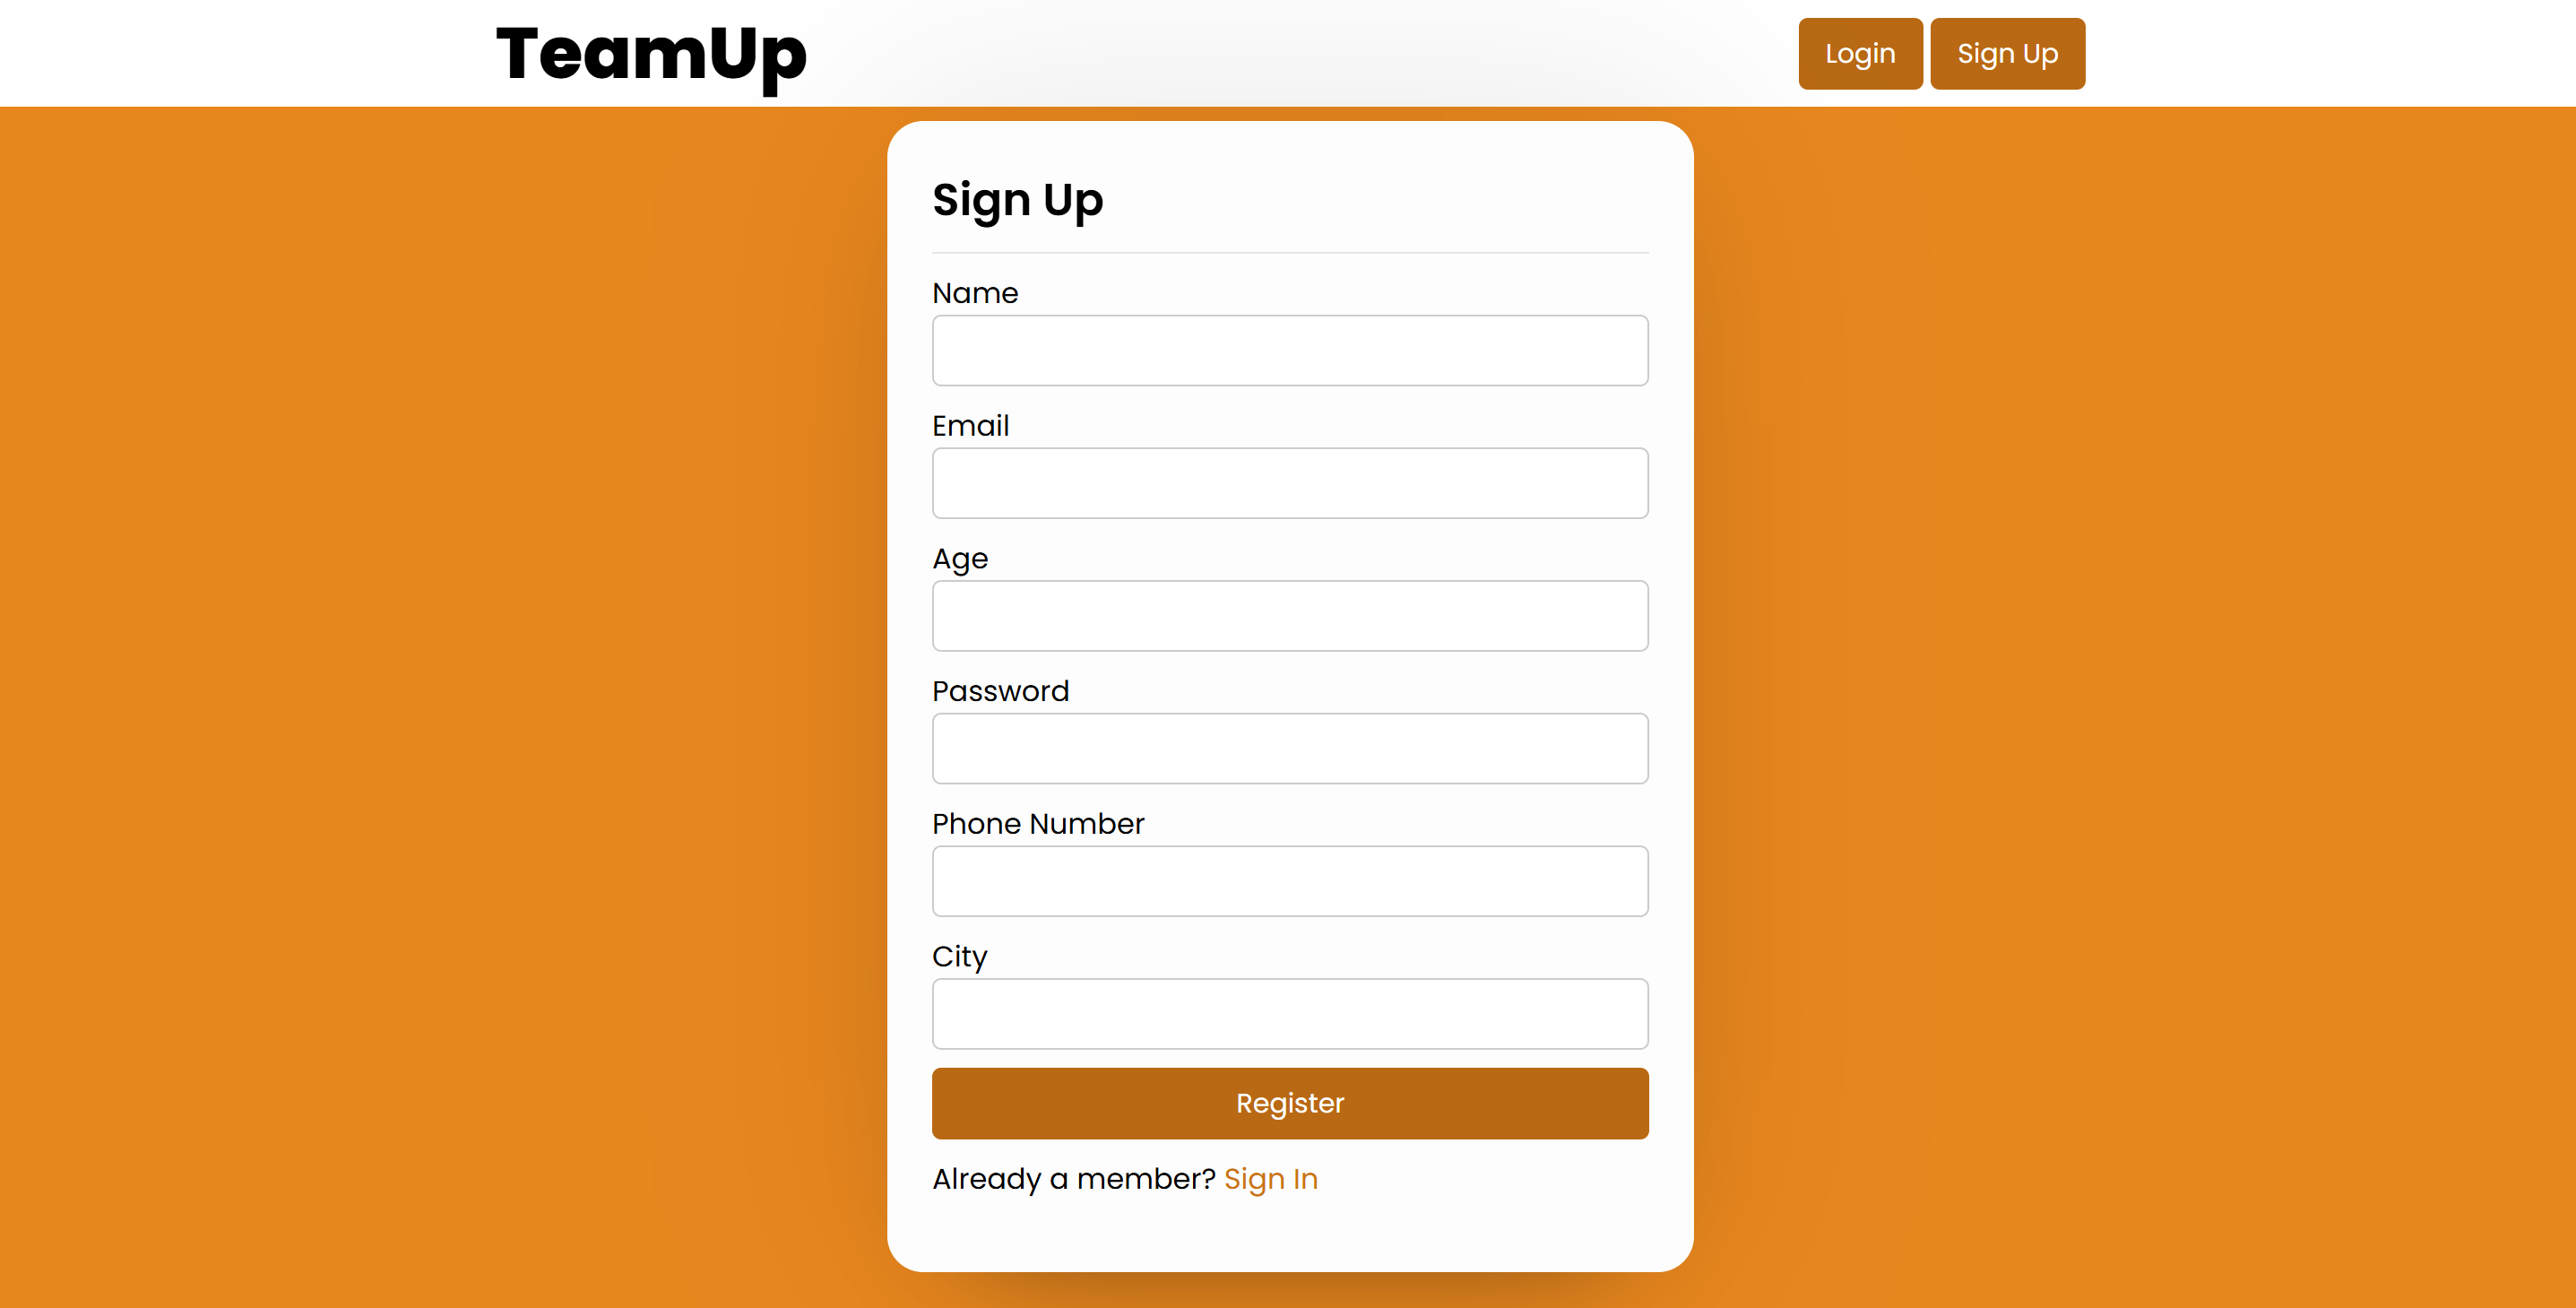 TeamUp
Login
Sign Up
Sign Up
Name
Email
Age
Password
Phone Number
City
Register
Already a member? Sign In